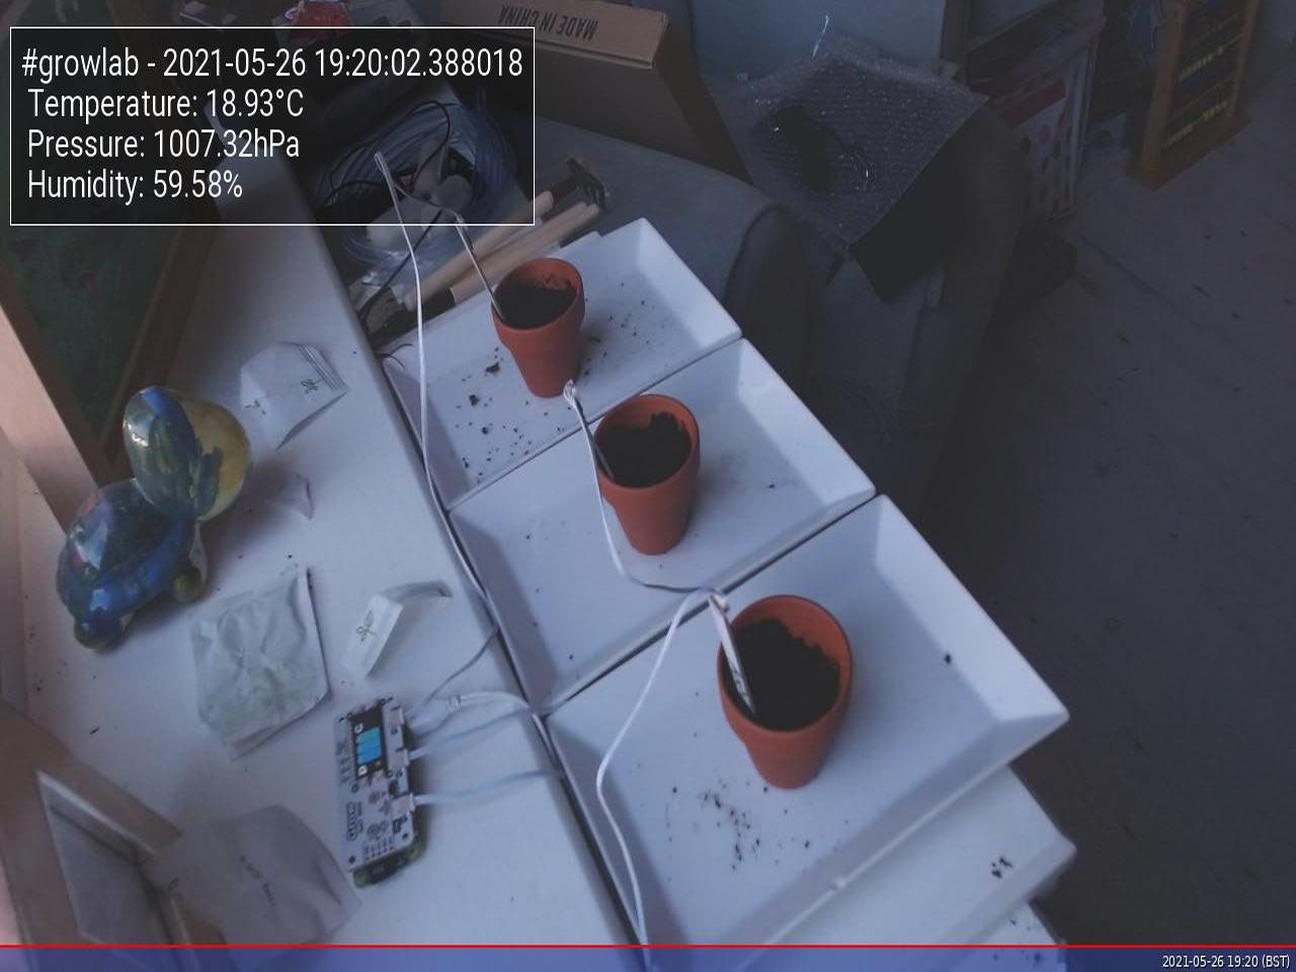 MADE IN CHINA
#growlab - 2021-05-26 19:20:02.388018
Temperature: 18.93°C
Pressure: 1007.32hPa
Humidity: 59.58%
2021-05-26 19:20 (BST)